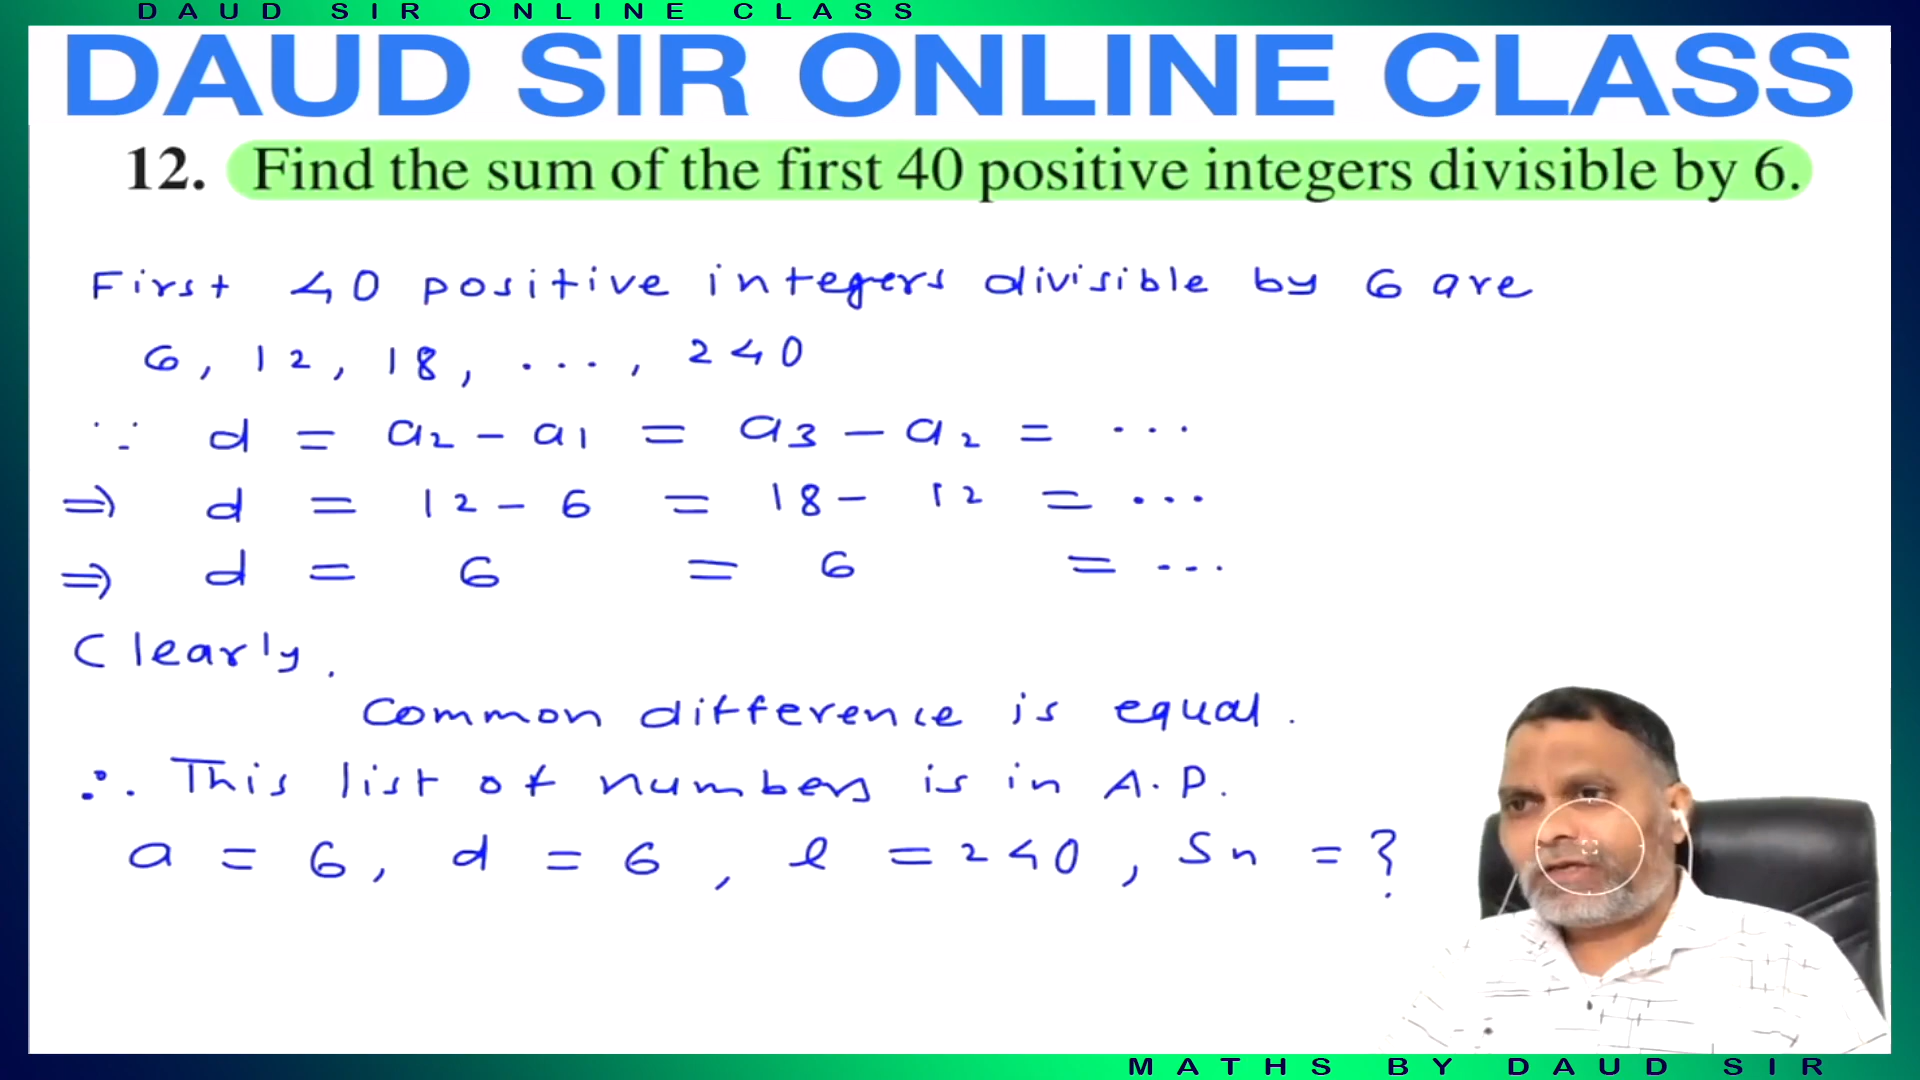 DAUD SIR ONLINE CLASS
DAUD SIR ONLINE CLASS
12. Find the sum of the first 40 positive integers divisible by 6.
First 40 positive integers divisible by 6 are
6, 12, 18, ..., 240
∵ d = a₂ - a₁ = a₃ - a₂ = ...
⇒ d = 12 - 6 = 18 - 12 = ...
⇒ d = 6 = 6 = ...
Clearly.
Common difference is equal.
∴ This list of numbers is in A.P.
a = 6, d = 6, l = 240, Sn = ?
MATHS BY DAUD SIR